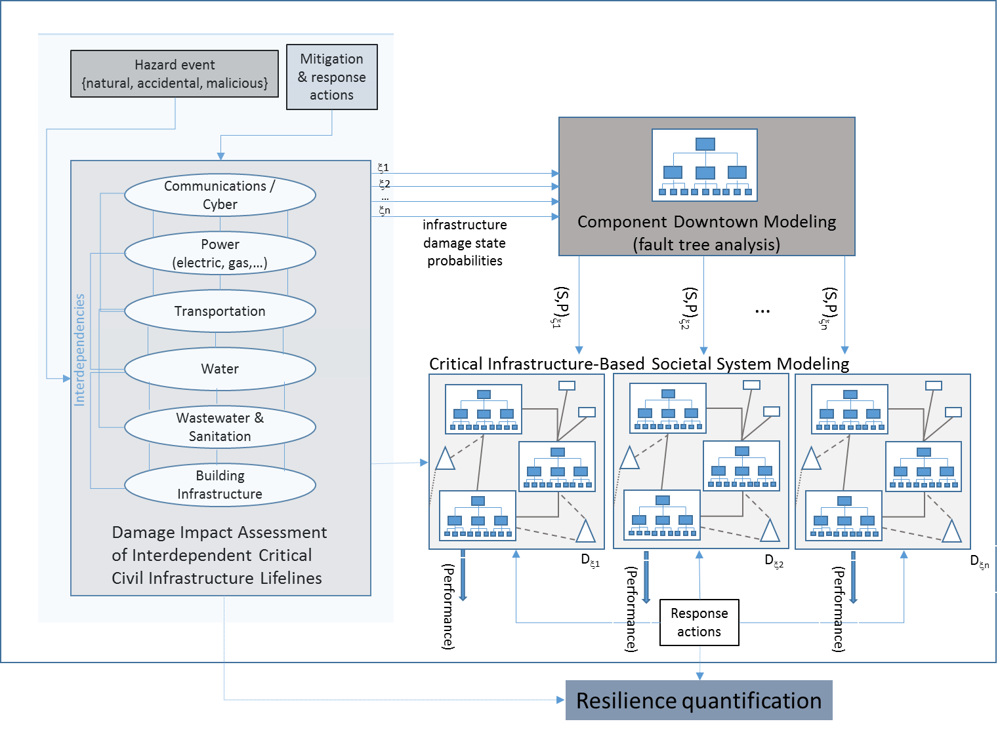 Hazard event
{natural, accidental, malicious}
Mitigation
& response
actions
Communications /
Cyber
Power
(electric, gas,...)
Transportation
Water
Wastewater &
Sanitation
Building
Infrastructure
Interdependencies
Damage Impact Assessment
of Interdependent Critical
Civil Infrastructure Lifelines
ξ1
ξ2
...
ξn
infrastructure
damage state
probabilities
Component Downtown Modeling
(fault tree analysis)
(S,P)ξ1
(S,P)ξ2
...
(S,P)ξn
Critical Infrastructure-Based Societal System Modeling
Dξ1
Dξ2
Dξn
(Performance)
(Performance)
(Performance)
Response
actions
Resilience quantification